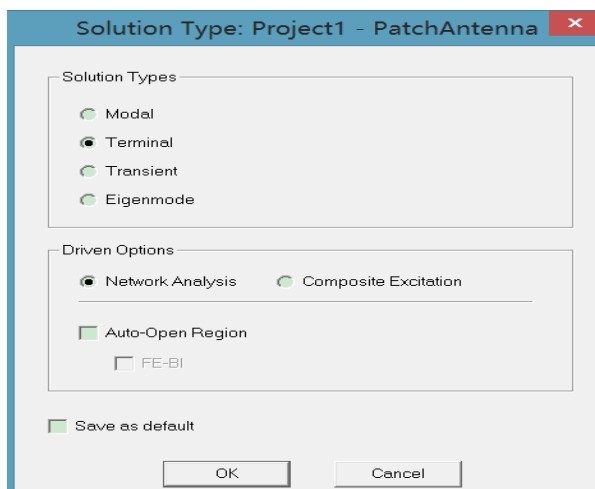 Solution Type: Project1 - PatchAntenna
Solution Types
Modal
Terminal
Transient
Eigenmode
Driven Options
Network Analysis Composite Excitation
Auto-Open Region
FE-BI
Save as default
OK Cancel